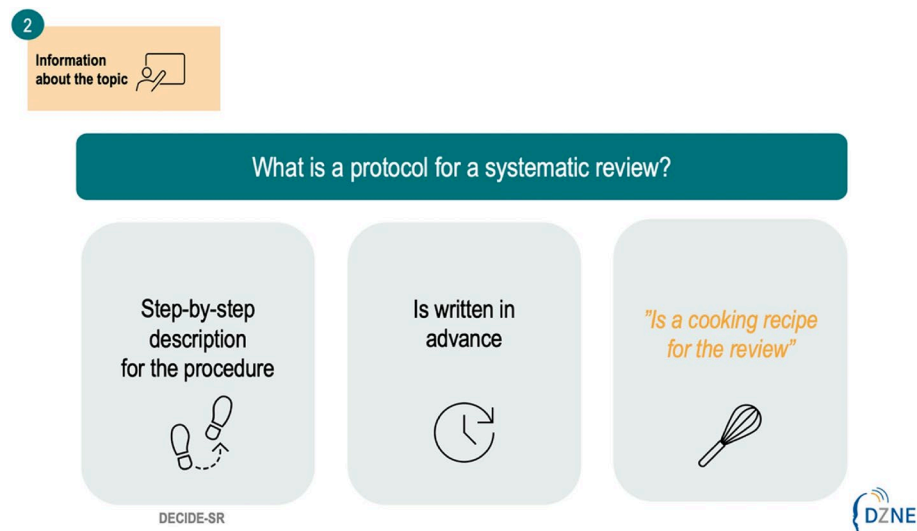 2
Information
about the topic
What is a protocol for a systematic review?
Step-by-step
description
for the procedure
Is written in
advance
”Is a cooking recipe
for the review”
DECIDE-SR
DZNE